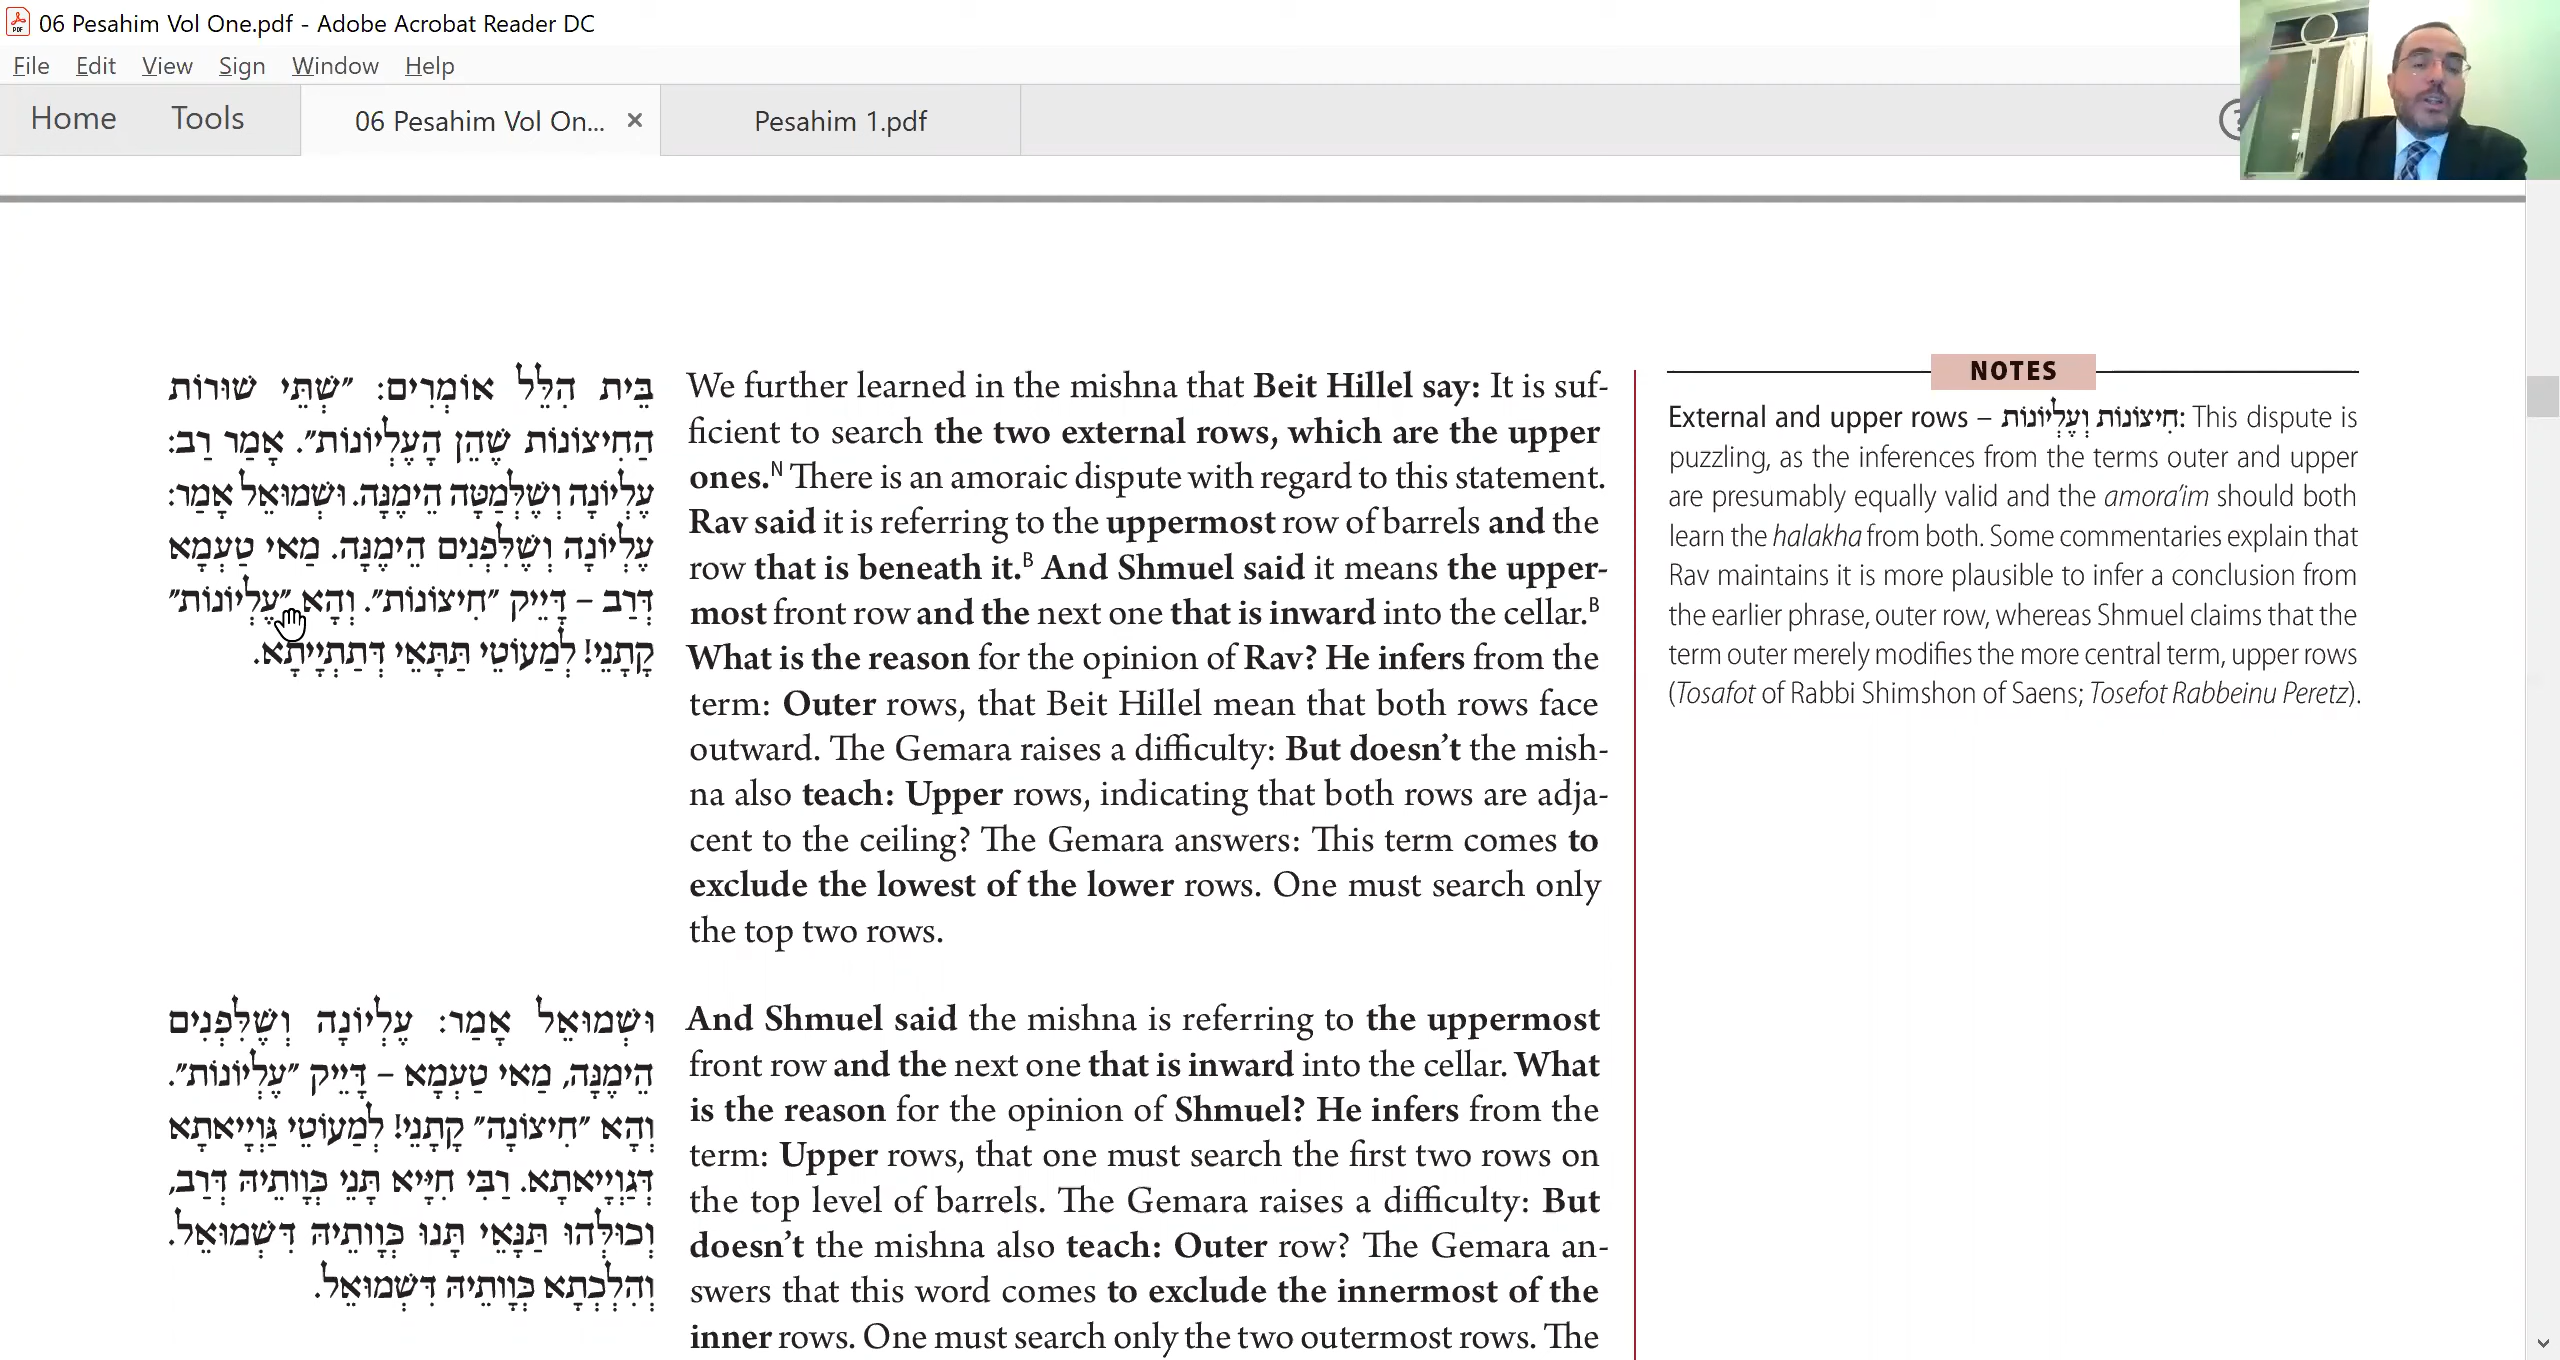 06 Pesahim Vol One.pdf - Adobe Acrobat Reader DC
File Edit View Sign Window Help
Home Tools 06 Pesahim Vol On... × Pesahim 1.pdf
בֵּית הִלֵּל אוֹמְרִים: ״שְׁתֵּי שׁוּרוֹת
הַחִיצוֹנוֹת שֶׁהֵן הָעֶלְיוֹנוֹת״. אָמַר רַב:
עֶלְיוֹנָה וְשֶׁלְּמַטָּה הֵימֶנָּה. וּשְׁמוּאֵל אָמַר:
עֶלְיוֹנָה וְשֶׁלִּפְנִים הֵימֶנָּה. מַאי טַעְמָא
דְּרַב – דָּיֵיק ״חִיצוֹנוֹת״. וְהָא ״עֶלְיוֹנוֹת״
קָתָנֵי! לְמַעוֹטֵי תַּתָּאֵי דְּתַתָּיָיתָא.
We further learned in the mishna that Beit Hillel say: It is suf-
ficient to search the two external rows, which are the upper
ones.N There is an amoraic dispute with regard to this statement.
Rav said it is referring to the uppermost row of barrels and the
row that is beneath it.B And Shmuel said it means the upper-
most front row and the next one that is inward into the cellar.B
What is the reason for the opinion of Rav? He infers from the
term: Outer rows, that Beit Hillel mean that both rows face
outward. The Gemara raises a difficulty: But doesn't the mish-
na also teach: Upper rows, indicating that both rows are adja-
cent to the ceiling? The Gemara answers: This term comes to
exclude the lowest of the lower rows. One must search only
the top two rows.
וּשְׁמוּאֵל אָמַר: עֶלְיוֹנָה וְשֶׁלִּפְנִים
הֵימֶנָּה, מַאי טַעְמָא – דָּיֵיק ״עֶלְיוֹנוֹת״.
וְהָא ״חִיצוֹנָה״ קָתָנֵי! לְמַעוֹטֵי גַּוָּיְיאָתָא
דְּגַוָּיְיאָתָא. רַבִּי חִיָּיא תָּנֵי כְּוָותֵיהּ דְּרַב,
וְכוּלְּהוּ תַּנָּאֵי תָּנוּ כְּוָותֵיהּ דִּשְׁמוּאֵל.
וְהִלְכְתָא כְּוָותֵיהּ דִּשְׁמוּאֵל.
And Shmuel said the mishna is referring to the uppermost
front row and the next one that is inward into the cellar. What
is the reason for the opinion of Shmuel? He infers from the
term: Upper rows, that one must search the first two rows on
the top level of barrels. The Gemara raises a difficulty: But
doesn't the mishna also teach: Outer row? The Gemara an-
swers that this word comes to exclude the innermost of the
inner rows. One must search only the two outermost rows. The
NOTES
External and upper rows – חִיצוֹנוֹת וְעֶלְיוֹנוֹת: This dispute is
puzzling, as the inferences from the terms outer and upper
are presumably equally valid and the amora'im should both
learn the halakha from both. Some commentaries explain that
Rav maintains it is more plausible to infer a conclusion from
the earlier phrase, outer row, whereas Shmuel claims that the
term outer merely modifies the more central term, upper rows
(Tosafot of Rabbi Shimshon of Saens; Tosefot Rabbeinu Peretz).